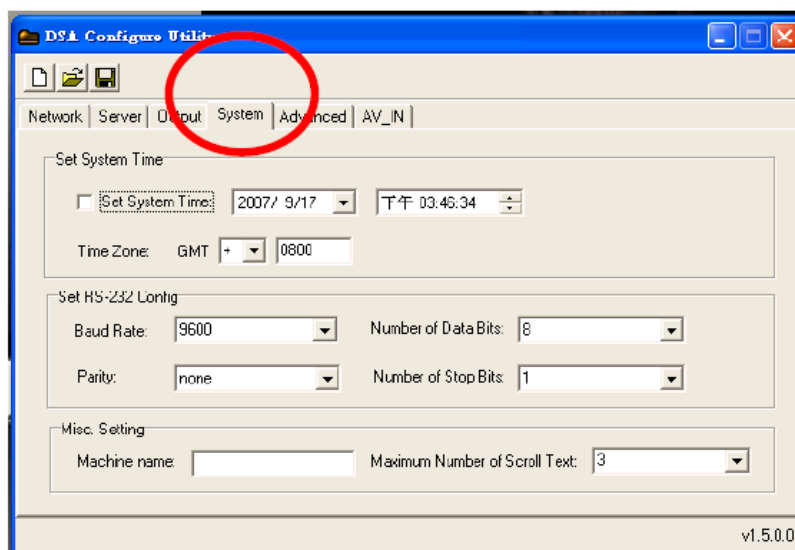 DSA Configure Utility
Network Server Output System Advanced AV_IN
Set System Time
Set System Time: 2007/ 9/17 下午 03:46:34
Time Zone: GMT + 0800
Set RS-232 Config
Baud Rate: 9600 Number of Data Bits: 8
Parity: none Number of Stop Bits: 1
Misc. Setting
Machine name: Maximum Number of Scroll Text: 3
v1.5.0.0